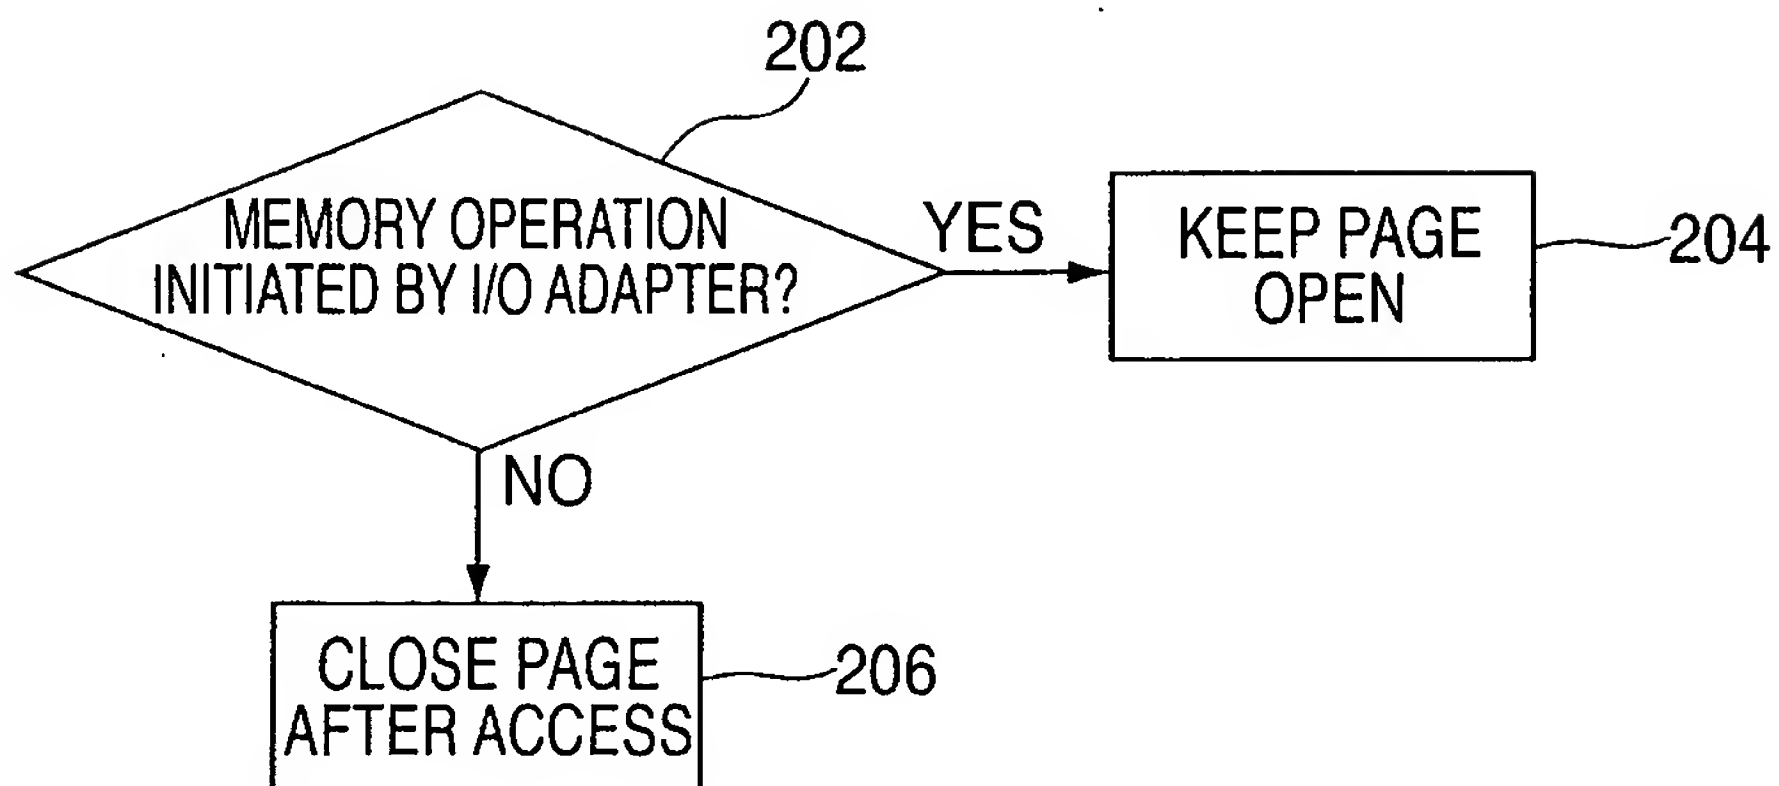 202
MEMORY OPERATION
INITIATED BY I/O ADAPTER?
YES
KEEP PAGE
OPEN
204
NO
CLOSE PAGE
AFTER ACCESS
206